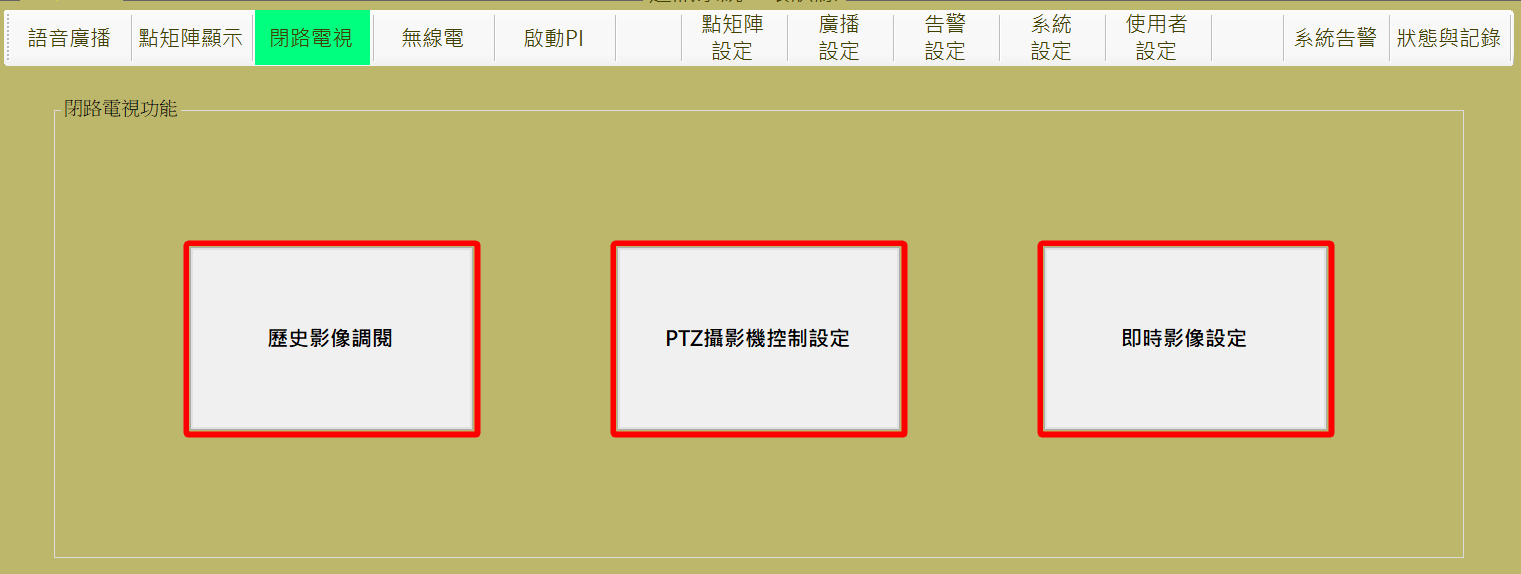 語音廣播
點矩陣顯示
閉路電視
無線電
啟動PI
點矩陣
設定
廣播
設定
告警
設定
系統
設定
使用者
設定
系統告警
狀態與記錄
閉路電視功能
歷史影像調閱
PTZ攝影機控制設定
即時影像設定